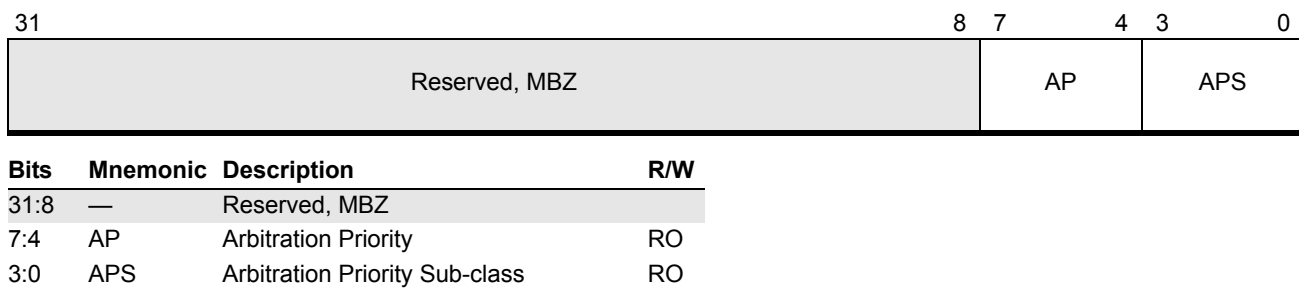 31 8 7 4 3 0
Reserved, MBZ AP APS
Bits Mnemonic Description R/W
31:8 — Reserved, MBZ
7:4 AP Arbitration Priority RO
3:0 APS Arbitration Priority Sub-class RO